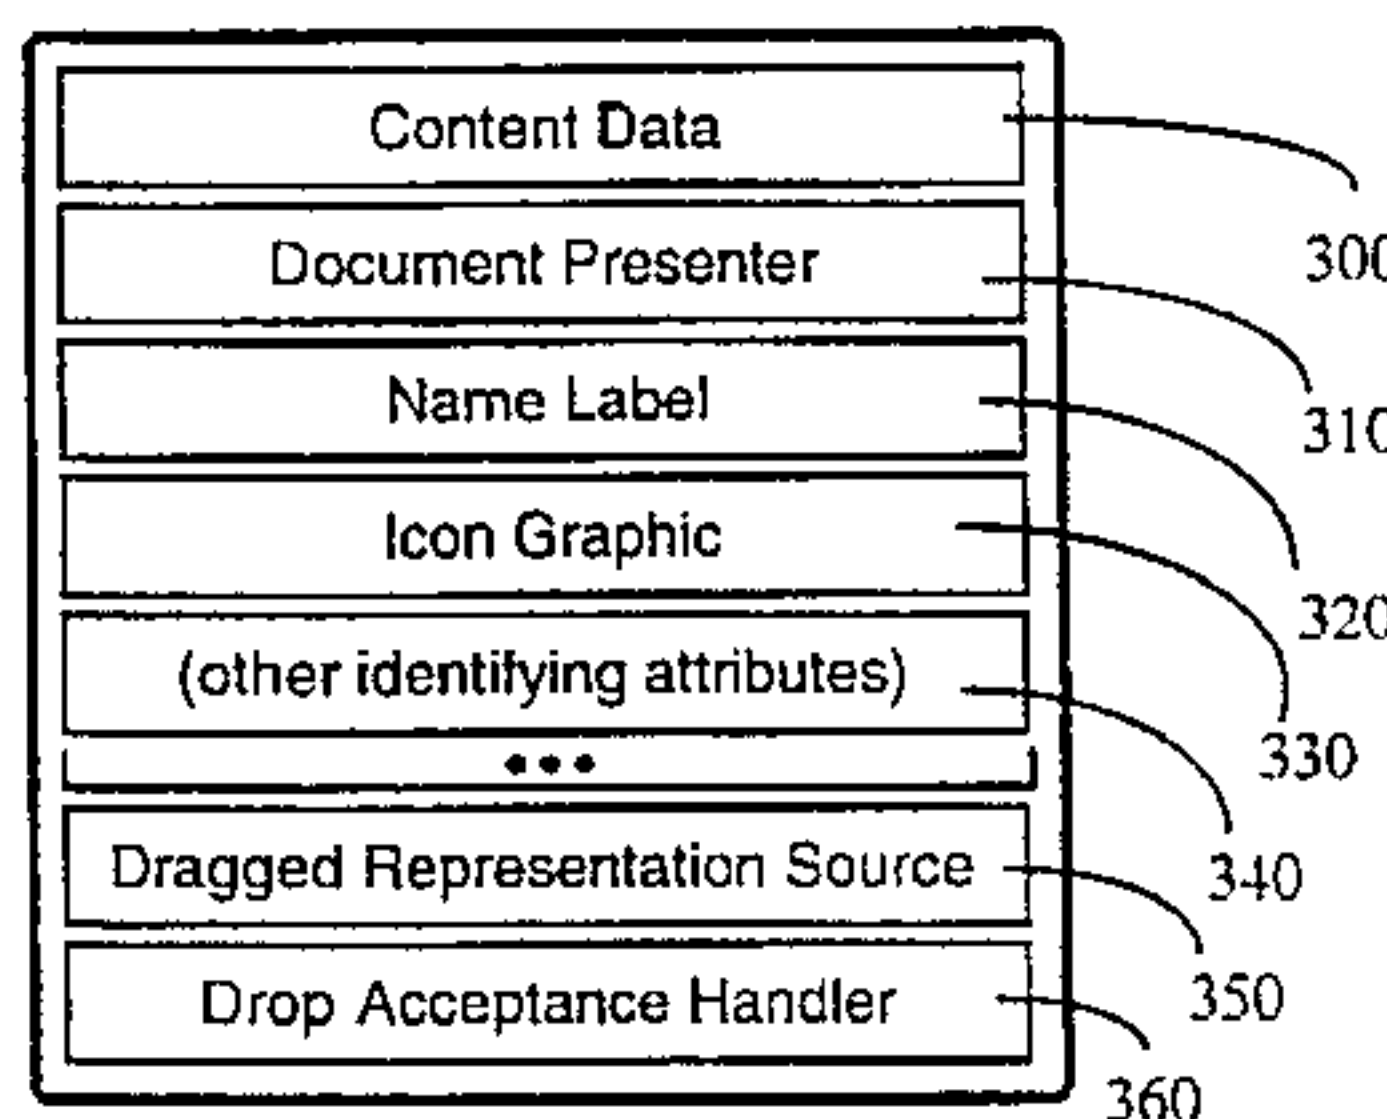 Content Data
300
Document Presenter
310
Name Label
320
Icon Graphic
330
(other identifying attributes)
340
•••
Dragged Representation Source
350
Drop Acceptance Handler
360